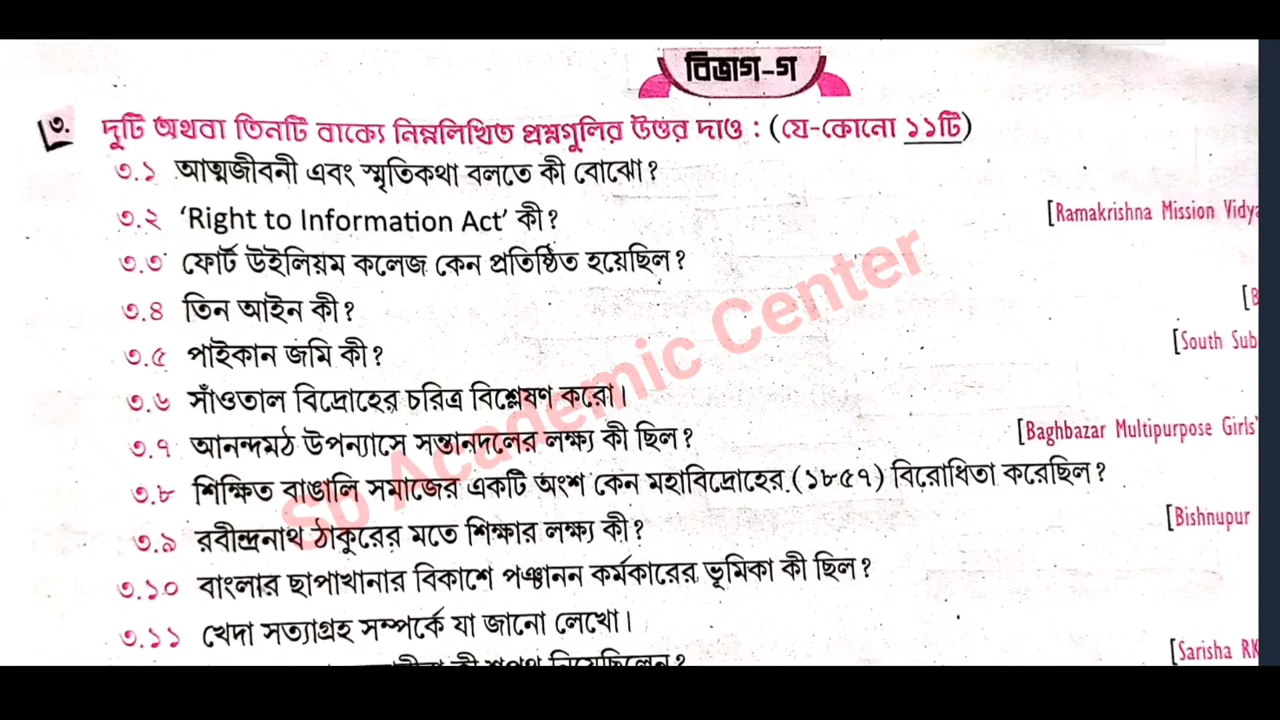 বিভাগ-গ
৩. দুটি অথবা তিনটি বাক্যে নিম্নলিখিত প্রশ্নগুলির উত্তর দাও : (যে-কোনো ১১টি)
৩.১ আত্মজীবনী এবং স্মৃতিকথা বলতে কী বোঝো?
৩.২ ‘Right to Information Act’ কী? [Ramakrishna Mission
৩.৩ ফোর্ট উইলিয়ম কলেজ কেন প্রতিষ্ঠিত হয়েছিল?
৩.৪ তিন আইন কী? [B
৩.৫ পাইকান জমি কী? [South Sub
৩.৬ সাঁওতাল বিদ্রোহের চরিত্র বিশ্লেষণ করো।
৩.৭ আনন্দমঠ উপন্যাসে সন্তানদলের লক্ষ্য কী ছিল? [Baghbazar Multipurpose Girls'
৩.৮ শিক্ষিত বাঙালি সমাজের একটি অংশ কেন মহাবিদ্রোহের (১৮৫৭) বিরোধিতা করেছিল?
৩.৯ রবীন্দ্রনাথ ঠাকুরের মতে শিক্ষার লক্ষ্য কী? [Bishnupur
৩.১০ বাংলার ছাপাখানার বিকাশে পঞ্চানন কর্মকারের ভূমিকা কী ছিল?
৩.১১ খেদা সত্যাগ্রহ সম্পর্কে যা জানো লেখো।
কী শপথ নিয়েছিলেন? [Sarisha RK
Sb Academic Center